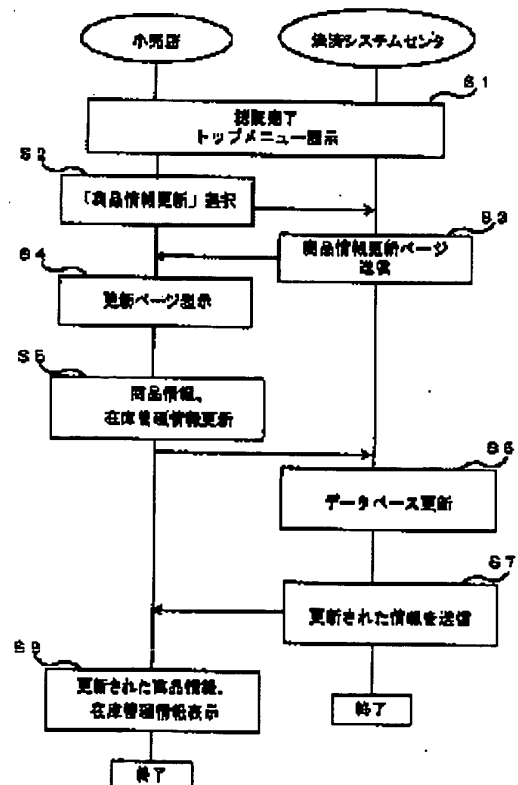 小売店
決済システムセンタ
S1
認証完了
トップメニュー表示
S2
「商品情報更新」選択
S3
商品情報更新ページ
送信
S4
更新ページ表示
S5
商品情報、
在庫管理情報更新
S6
データベース更新
S7
更新された情報を送信
S8
更新された商品情報、
在庫管理情報表示
終了
終了